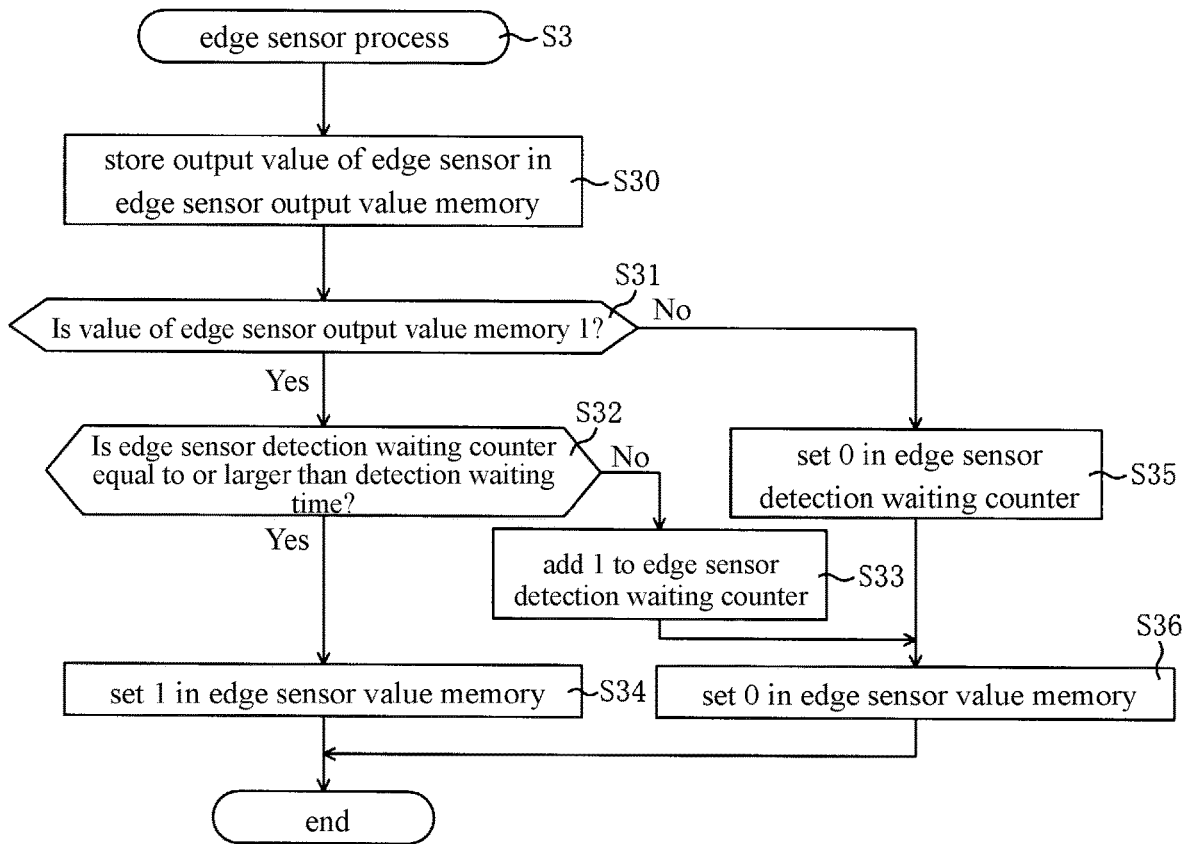 edge sensor process
S3
store output value of edge sensor in
edge sensor output value memory
S30
S31
Is value of edge sensor output value memory 1?
No
Yes
S32
Is edge sensor detection waiting counter
equal to or larger than detection waiting
time?
No
Yes
set 0 in edge sensor
detection waiting counter
S35
add 1 to edge sensor
detection waiting counter
S33
S36
set 1 in edge sensor value memory
S34
set 0 in edge sensor value memory
end